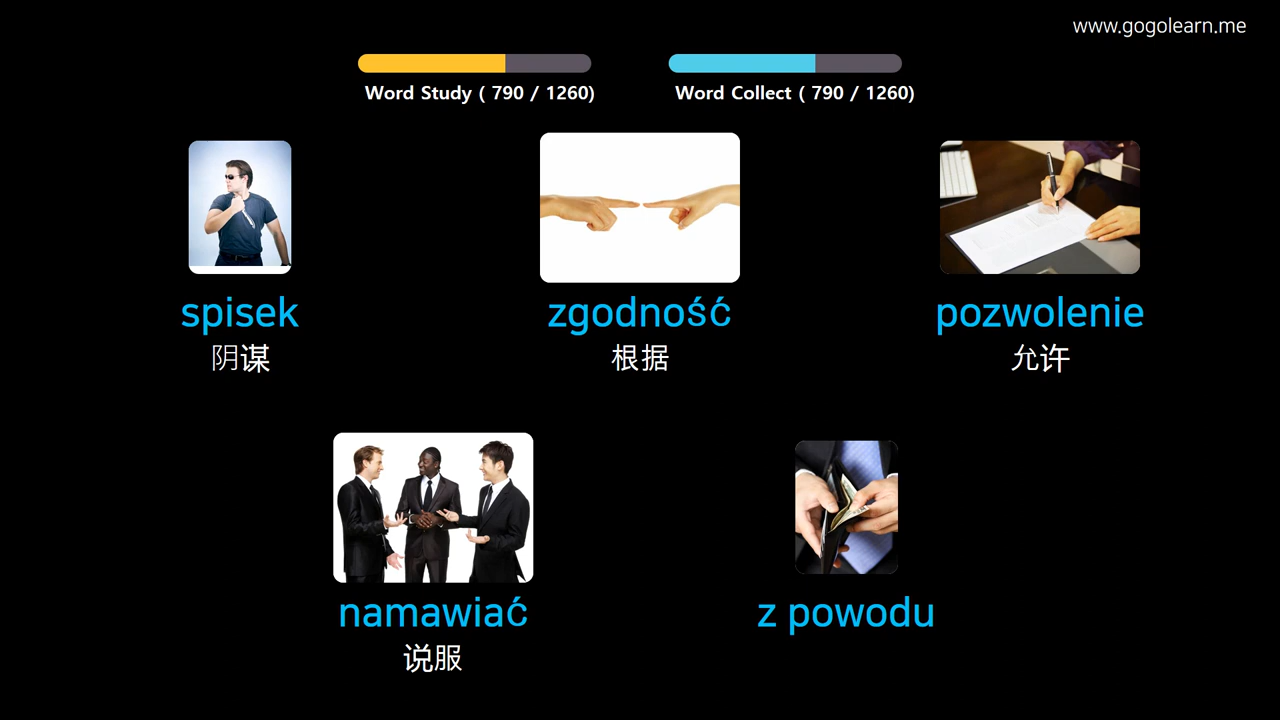 www.gogolearn.me
Word Study ( 790 / 1260)
Word Collect ( 790 / 1260)
spisek
阴谋
zgodność
根据
pozwolenie
允许
namawiać
说服
z powodu